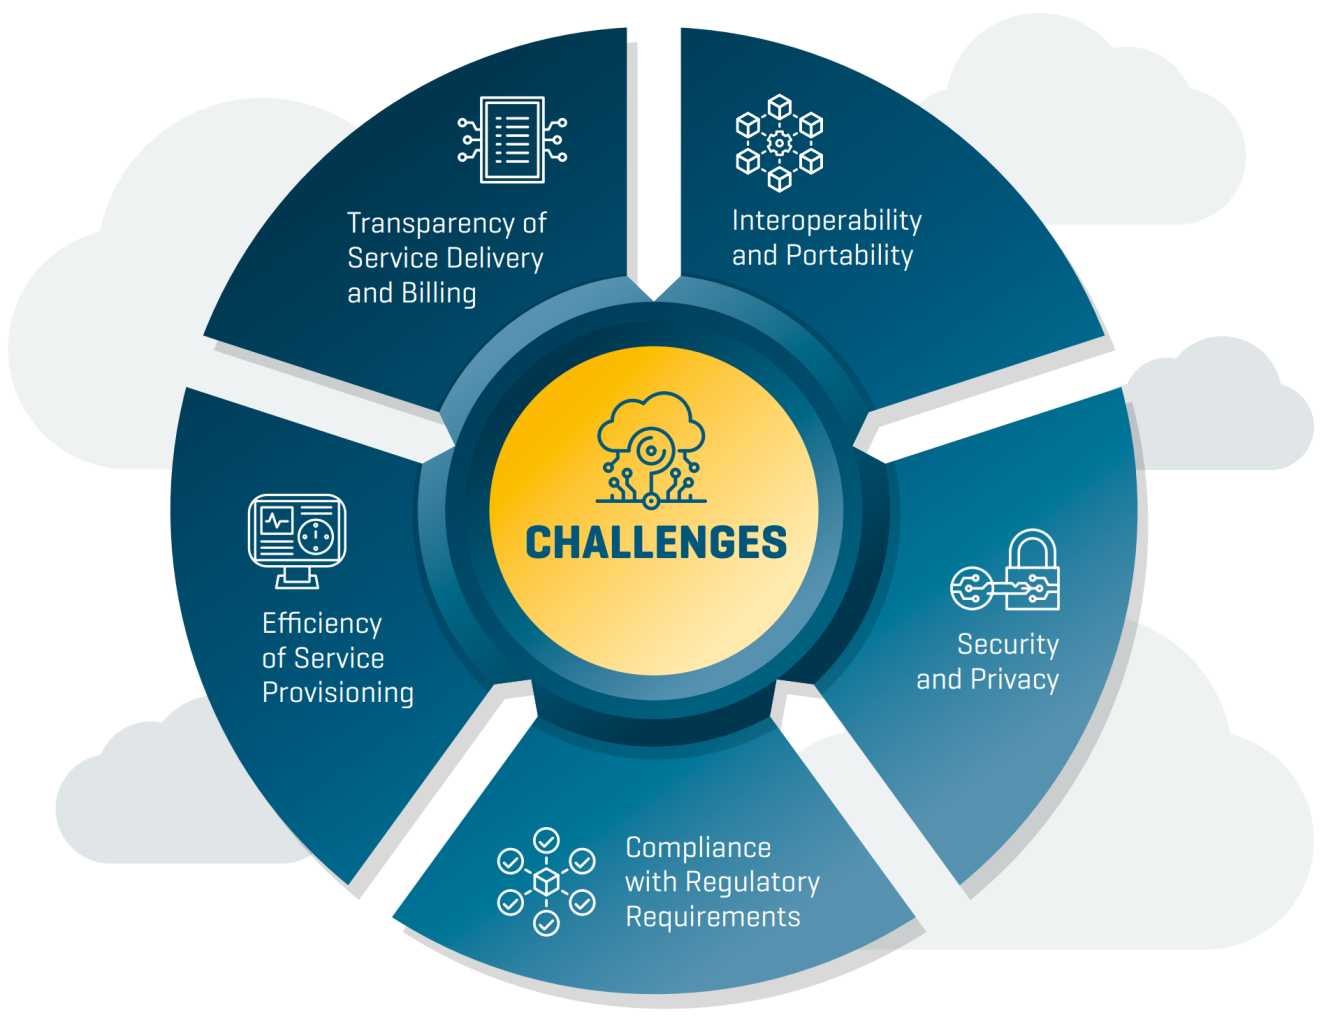 Transparency of
Service Delivery
and Billing
Interoperability
and Portability
CHALLENGES
Efficiency
of Service
Provisioning
Security
and Privacy
Compliance
with Regulatory
Requirements